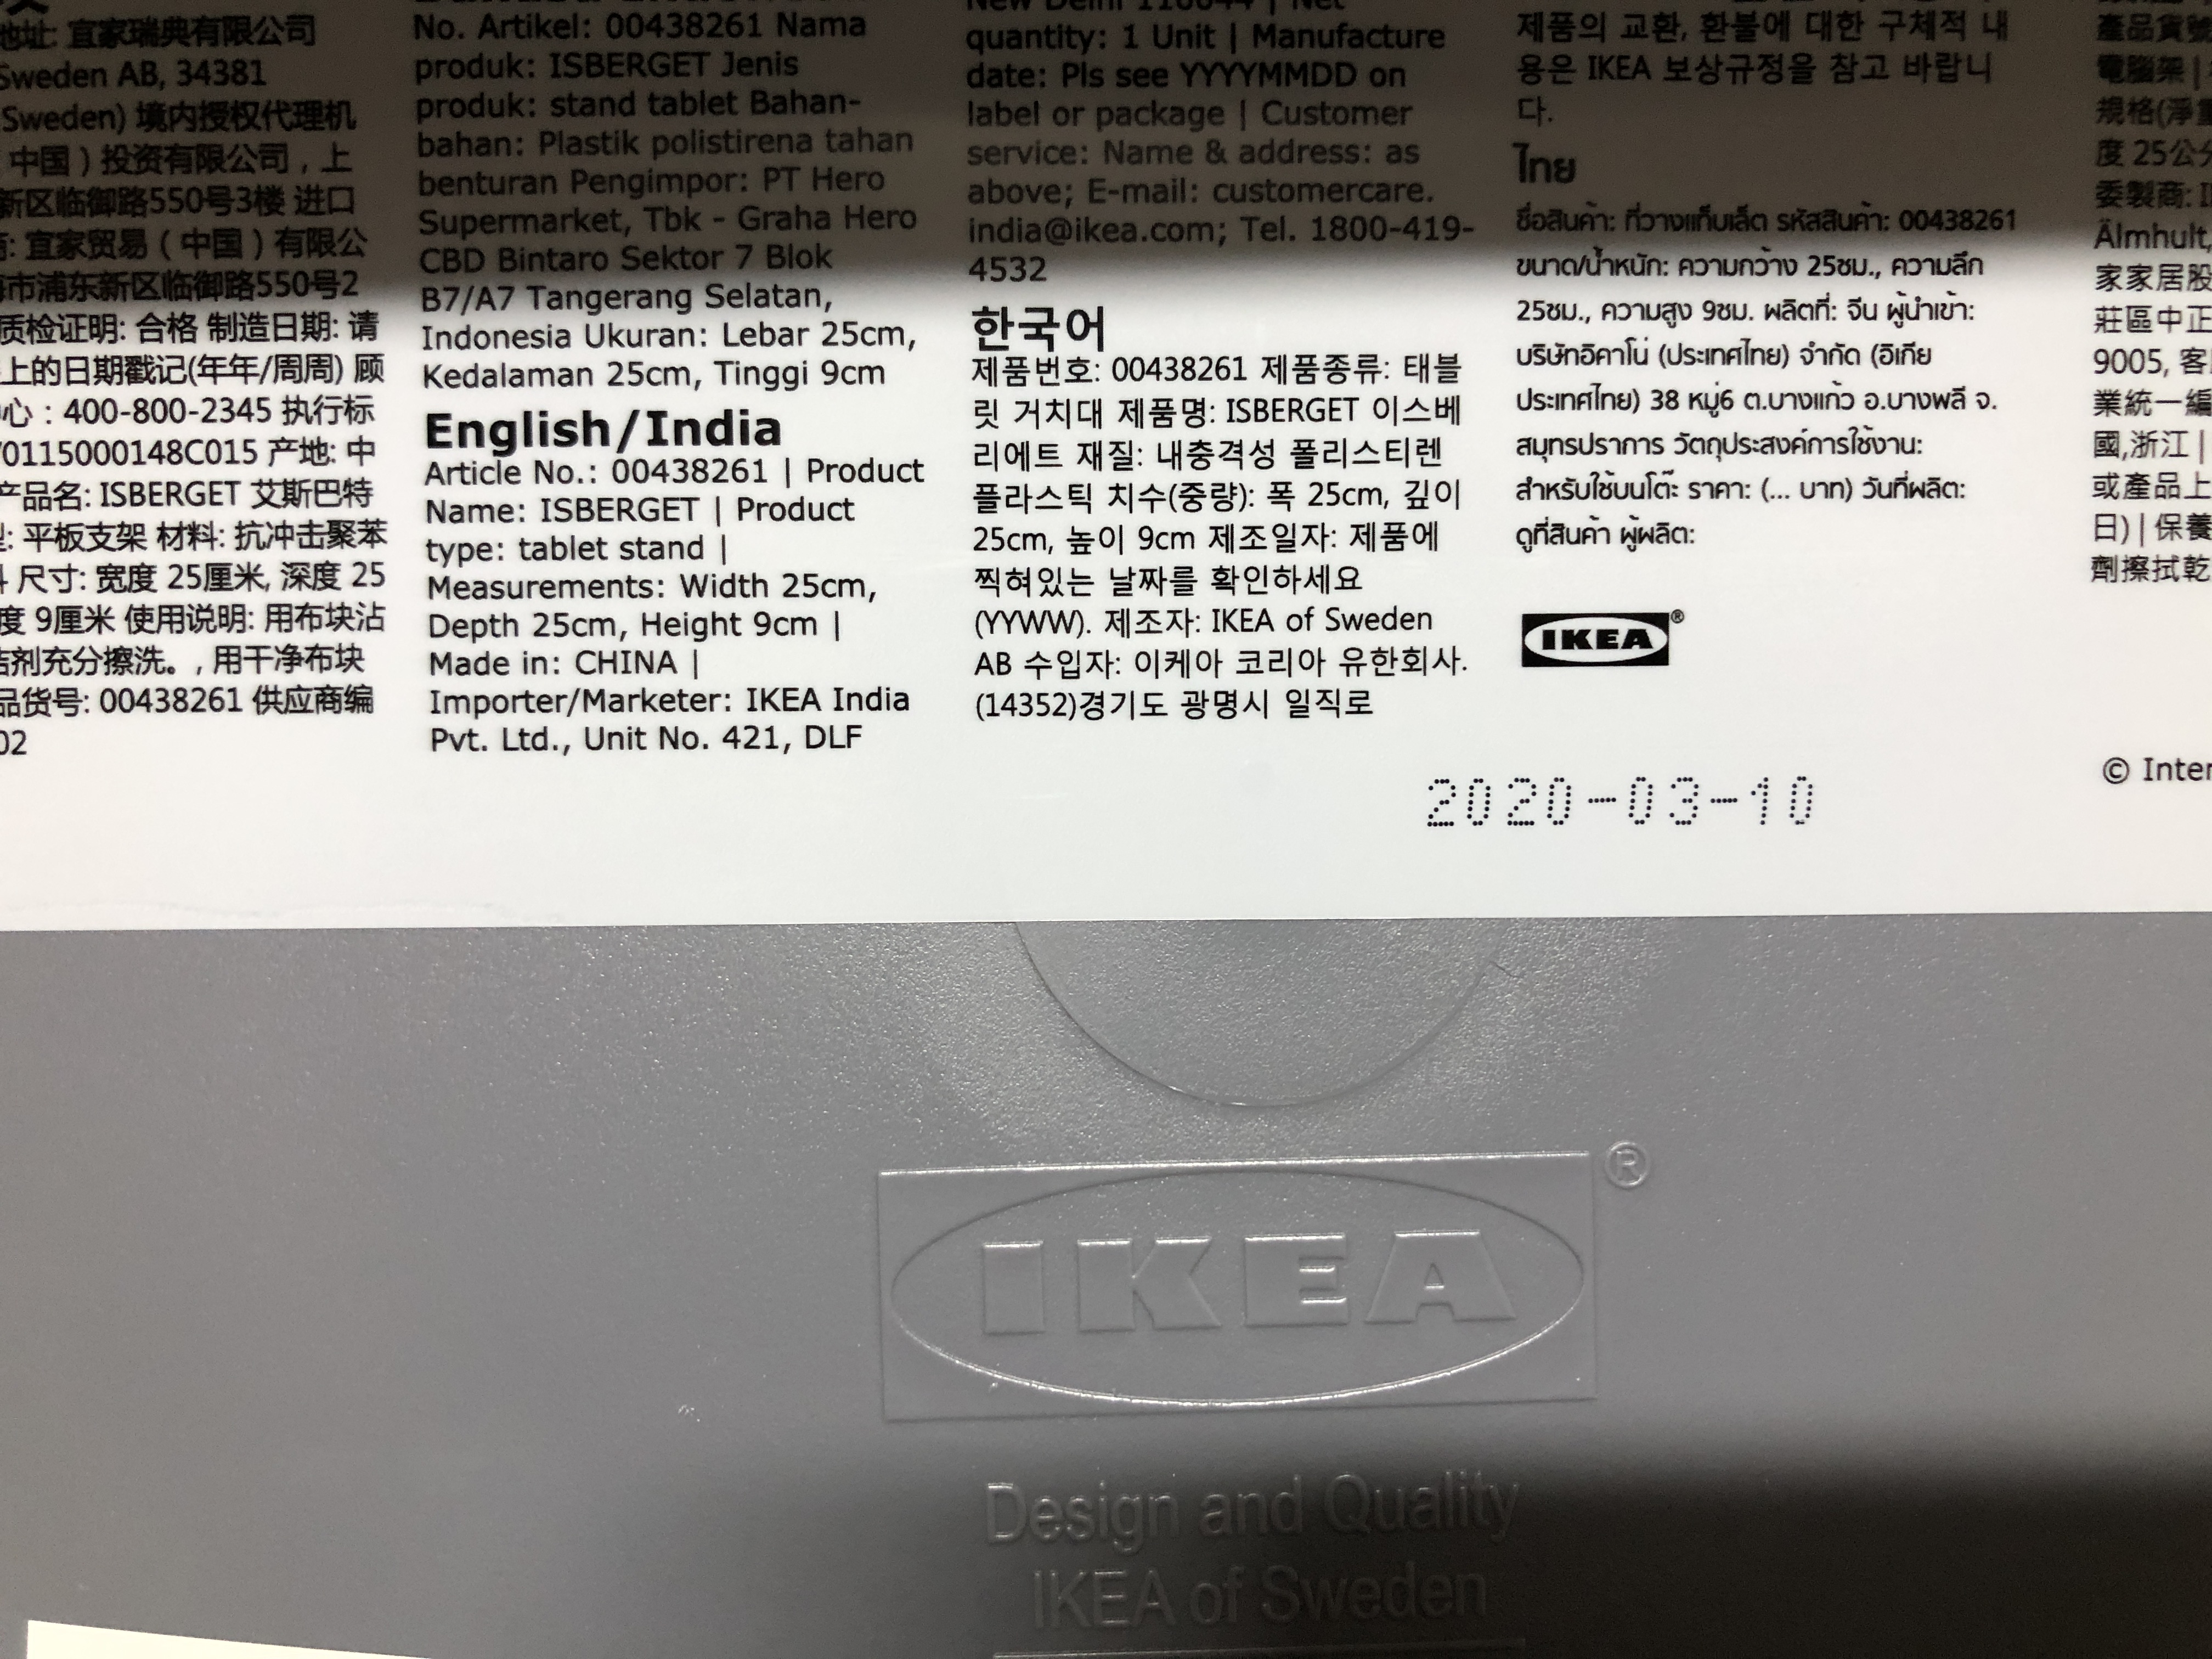 地址: 宜家瑞典有限公司
Sweden AB, 34381
Sweden) 境内授权代理机
中国）投资有限公司，上
新区临御路550号3楼 进口
商: 宜家贸易（中国）有限公
海市浦东新区临御路550号2
质检证明: 合格 制造日期: 请
上的日期戳记(年年/周周) 顾
心：400-800-2345 执行标
70115000148C015 产地: 中
产品名: ISBERGET 艾斯巴特
: 平板支架 材料: 抗冲击聚苯
尺寸: 宽度 25厘米, 深度 25
度 9厘米 使用说明: 用布块沾
洁剂充分擦洗。, 用干净布块
品货号: 00438261 供应商编
02
No. Artikel: 00438261 Nama
produk: ISBERGET Jenis
produk: stand tablet Bahan-
bahan: Plastik polistirena tahan
benturan Pengimpor: PT Hero
Supermarket, Tbk - Graha Hero
CBD Bintaro Sektor 7 Blok
B7/A7 Tangerang Selatan,
Indonesia Ukuran: Lebar 25cm,
Kedalaman 25cm, Tinggi 9cm
English/India
Article No.: 00438261 | Product
Name: ISBERGET | Product
type: tablet stand |
Measurements: Width 25cm,
Depth 25cm, Height 9cm |
Made in: CHINA |
Importer/Marketer: IKEA India
Pvt. Ltd., Unit No. 421, DLF
New Delhi 110044 | Net
quantity: 1 Unit | Manufacture
date: Pls see YYYYMMDD on
label or package | Customer
service: Name & address: as
above; E-mail: customercare.
india@ikea.com; Tel. 1800-419-
4532
한국어
제품번호: 00438261 제품종류: 태블
릿 거치대 제품명: ISBERGET 이스베
리에트 재질: 내충격성 폴리스티렌
플라스틱 치수(중량): 폭 25cm, 깊이
25cm, 높이 9cm 제조일자: 제품에
찍혀있는 날짜를 확인하세요
(YYWW). 제조자: IKEA of Sweden
AB 수입자: 이케아 코리아 유한회사.
(14352)경기도 광명시 일직로
제품의 교환, 환불에 대한 구체적 내
용은 IKEA 보상규정을 참고 바랍니
다.
ไทย
ชื่อสินค้า: ที่วางแท็บเล็ต รหัสสินค้า: 00438261
ขนาด/น้ำหนัก: ความกว้าง 25ซม., ความลึก
25ซม., ความสูง 9ซม. ผลิตที่: จีน ผู้นำเข้า:
บริษัทอิคาโน่ (ประเทศไทย) จำกัด (อิเกีย
ประเทศไทย) 38 หมู่6 ต.บางแก้ว อ.บางพลี จ.
สมุทรปราการ วัตถุประสงค์การใช้งาน:
สำหรับใช้บนโต๊ะ ราคา: (... บาท) วันที่ผลิต:
ดูที่สินค้า ผู้ผลิต:
IKEA®
2020-03-10
產品貨號
電腦架 |
規格(淨重
度 25公分
委製商:
Älmhult,
家家居股
莊區中正
9005, 客
業統一編
國,浙江 |
或產品上
日) | 保養
劑擦拭乾
© Inter
IKEA®
Design and Quality
IKEA of Sweden